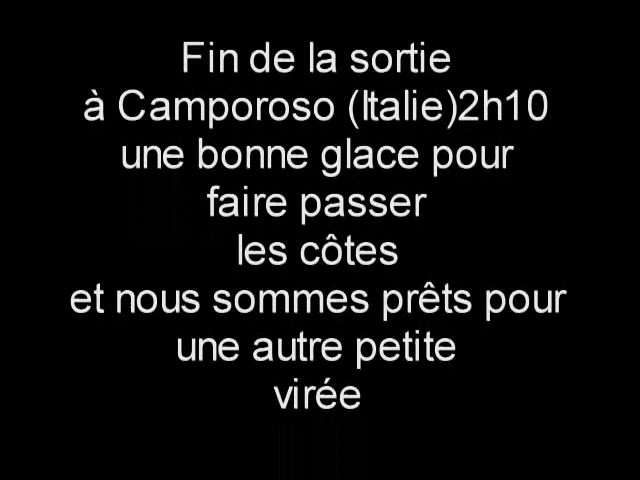 Fin de la sortie
à Camporoso (Italie)2h10
une bonne glace pour
faire passer
les côtes
et nous sommes prêts pour
une autre petite
virée